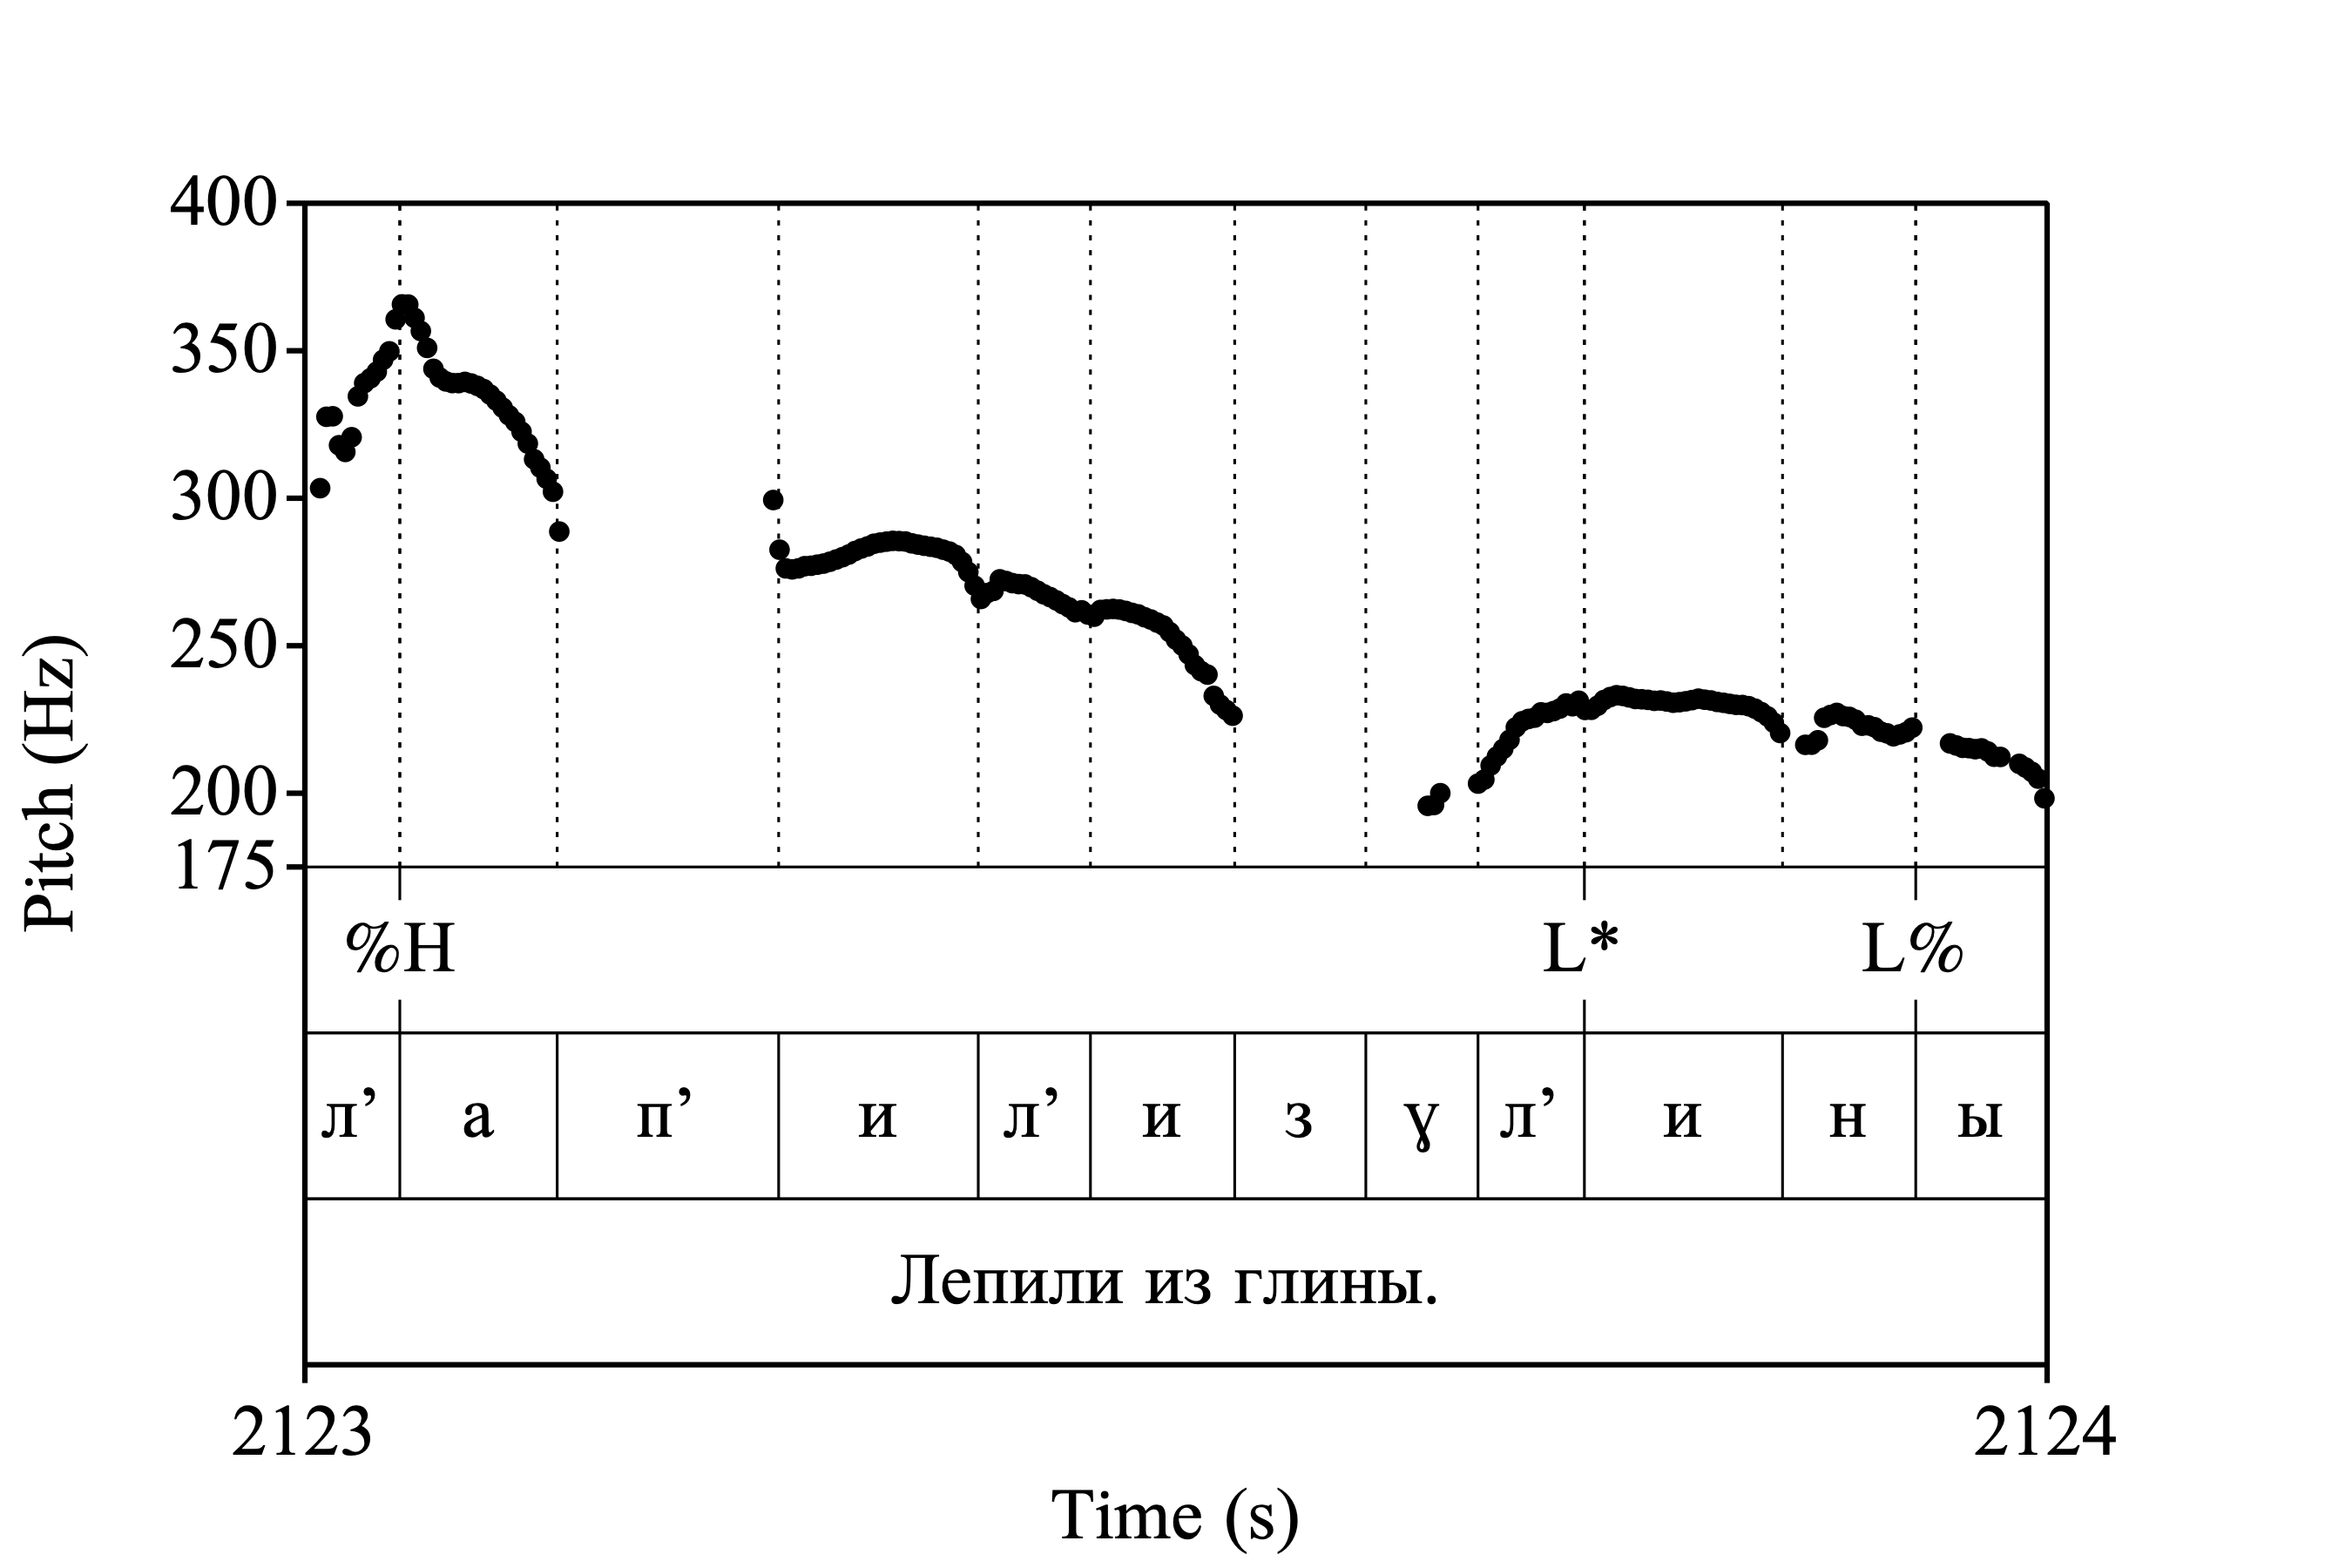 400
350
300
250
200
175
Pitch (Hz)
%H L* L%
л’ а п’ и л’ и з ɣ л’ и н ы
Лепили из глины.
2123 2124
Time (s)